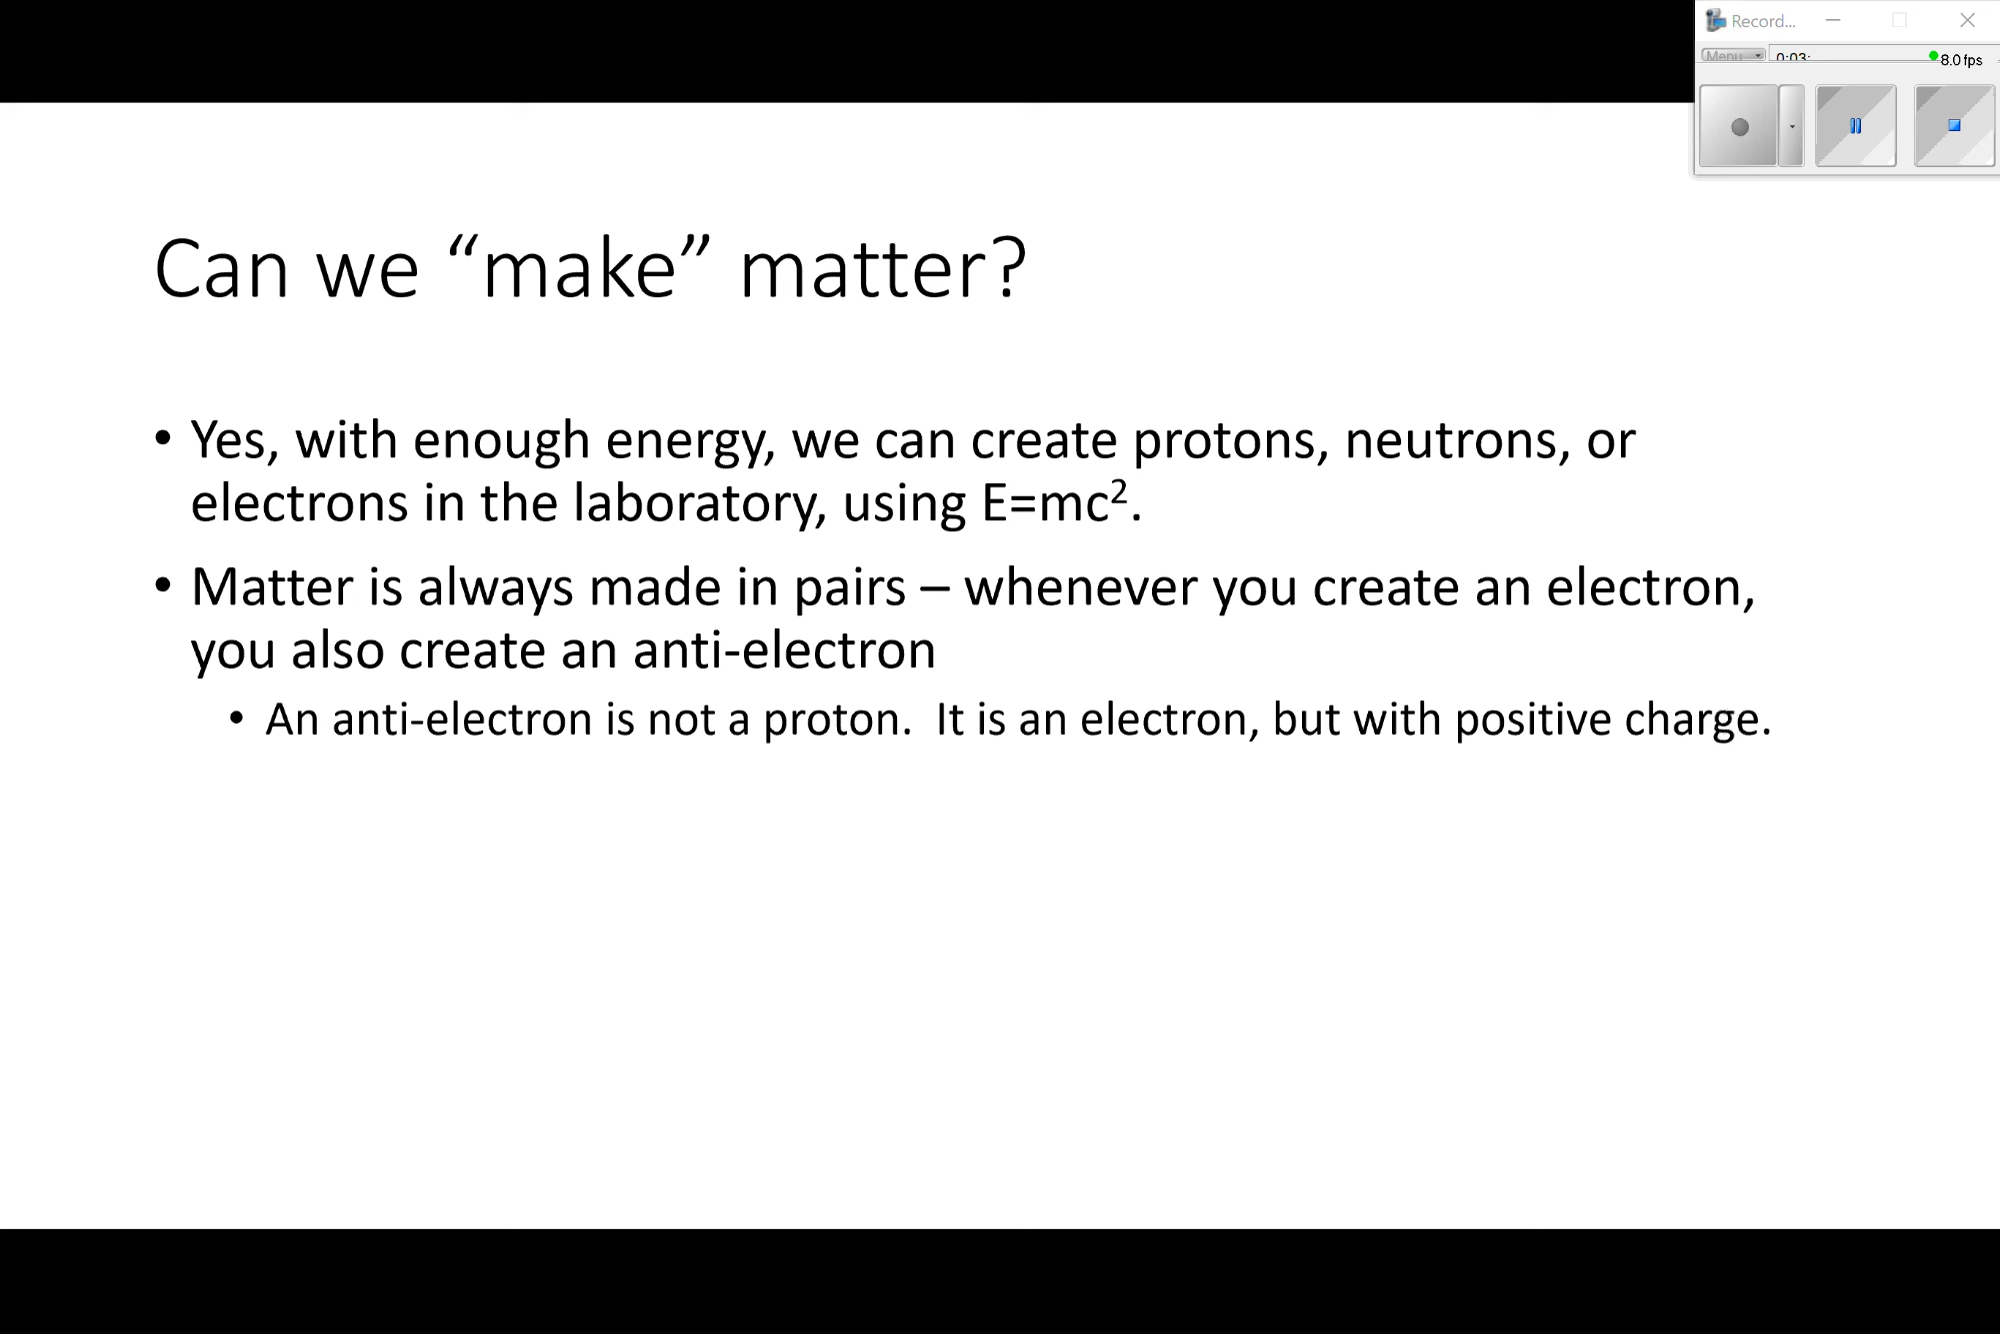 Record...
Menu
0:03:
8.0 fps
Can we “make” matter?
• Yes, with enough energy, we can create protons, neutrons, or
electrons in the laboratory, using E=mc².
• Matter is always made in pairs – whenever you create an electron,
you also create an anti-electron
• An anti-electron is not a proton.  It is an electron, but with positive charge.